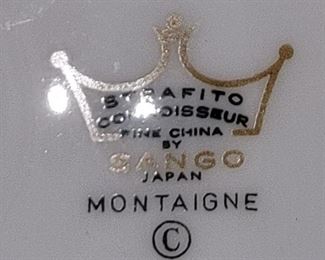 STRAFITO
CONNOISSEUR
FINE CHINA
BY
SANGO
JAPAN
MONTAIGNE
©